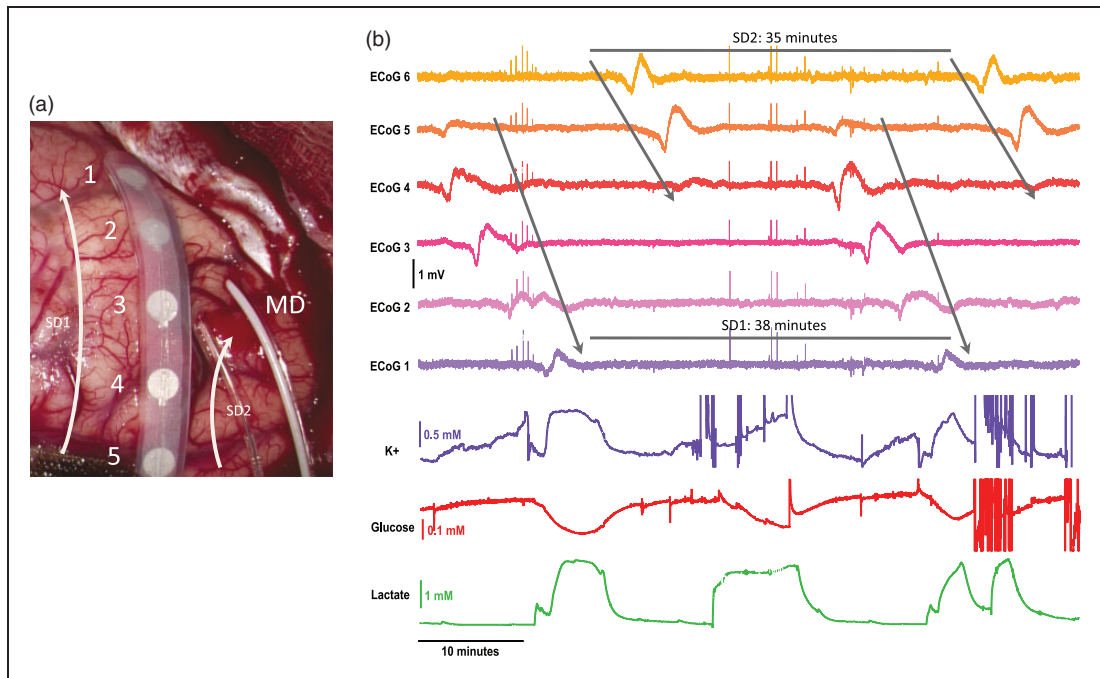 (a)
1
2
3
4
5
MD
SD1
SD2
(b)
SD2: 35 minutes
ECoG 6
ECoG 5
ECoG 4
ECoG 3
1 mV
ECoG 2
SD1: 38 minutes
ECoG 1
0.5 mM
K+
Glucose
0.1 mM
Lactate
1 mM
10 minutes